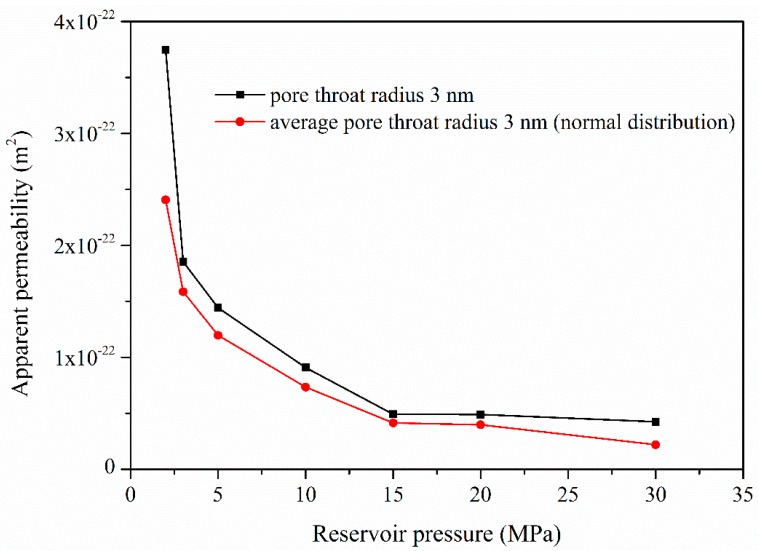 4x10⁻²²
3x10⁻²²
2x10⁻²²
1x10⁻²²
0
Apparent permeability (m²)
pore throat radius 3 nm
average pore throat radius 3 nm (normal distribution)
0 5 10 15 20 25 30 35
Reservoir pressure (MPa)